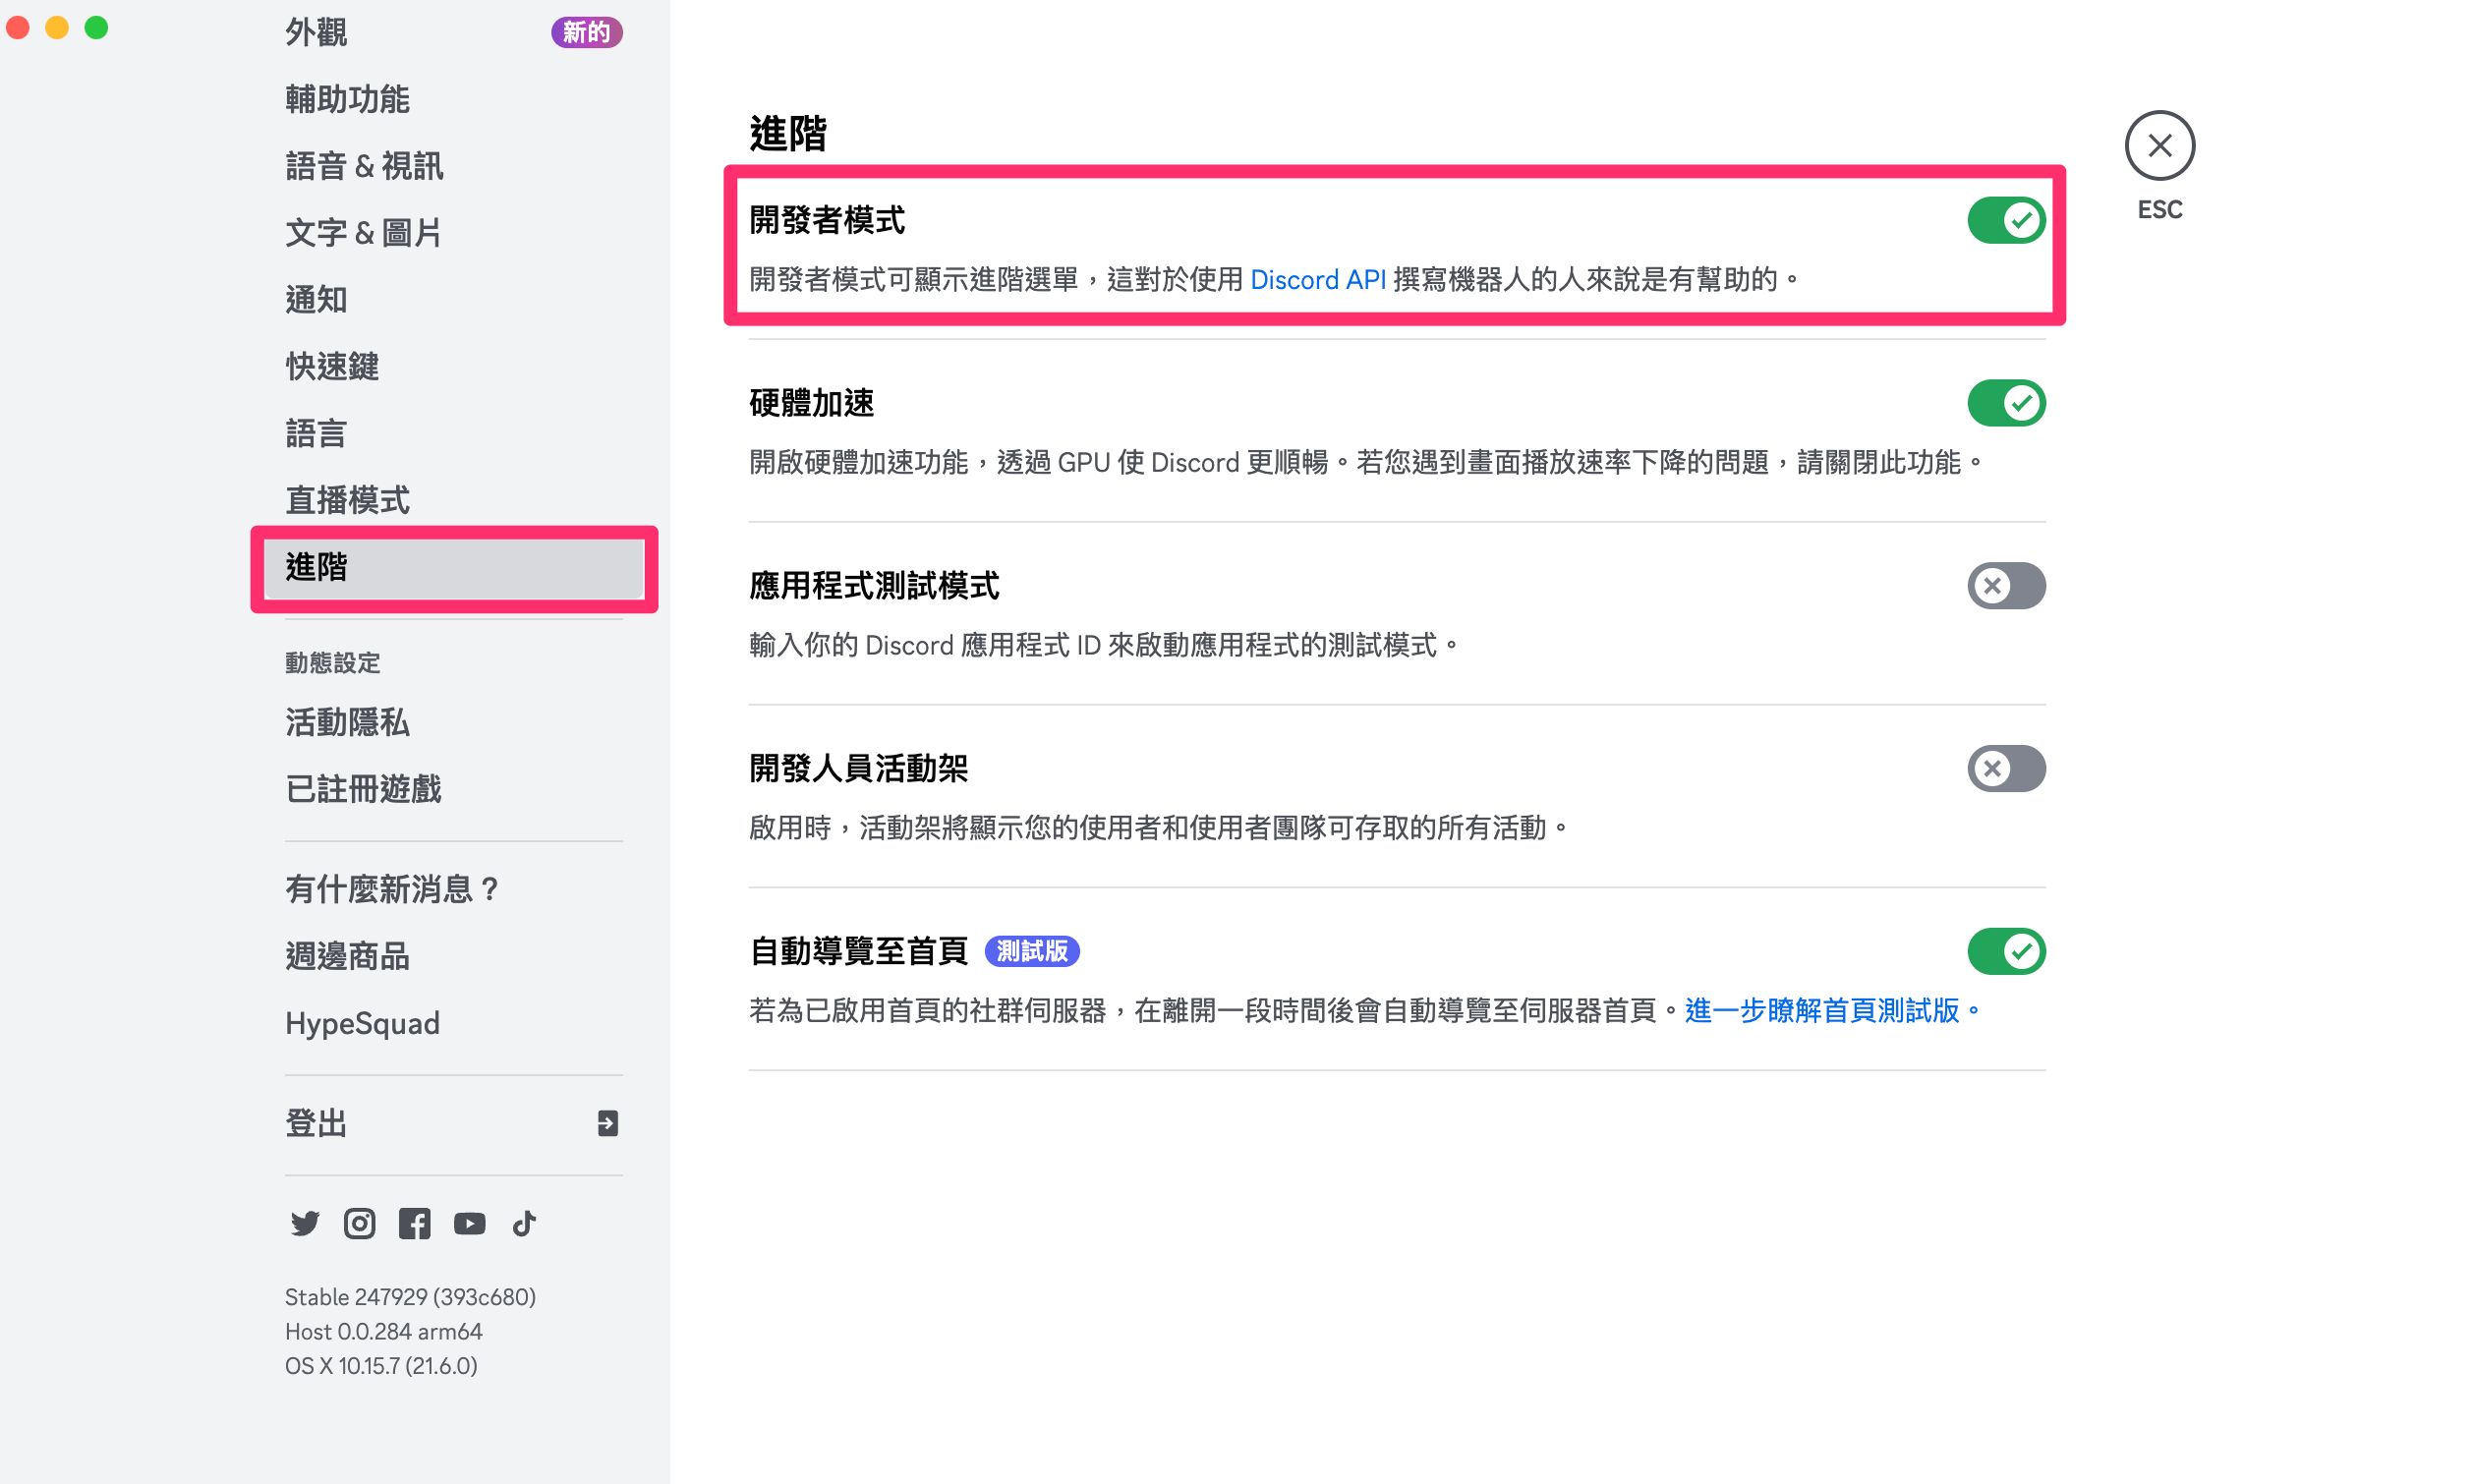 外觀
新的
輔助功能
語音 & 視訊
文字 & 圖片
通知
快速鍵
語言
直播模式
進階
動態設定
活動隱私
已註冊遊戲
有什麼新消息？
週邊商品
HypeSquad
登出
Stable 247929 (393c680)
Host 0.0.284 arm64
OS X 10.15.7 (21.6.0)
進階
開發者模式
開發者模式可顯示進階選單，這對於使用 Discord API 撰寫機器人的人來說是有幫助的。
硬體加速
開啟硬體加速功能，透過 GPU 使 Discord 更順暢。若您遇到畫面播放速率下降的問題，請關閉此功能。
應用程式測試模式
輸入你的 Discord 應用程式 ID 來啟動應用程式的測試模式。
開發人員活動架
啟用時，活動架將顯示您的使用者和使用者團隊可存取的所有活動。
自動導覽至首頁 測試版
若為已啟用首頁的社群伺服器，在離開一段時間後會自動導覽至伺服器首頁。進一步瞭解首頁測試版。
ESC